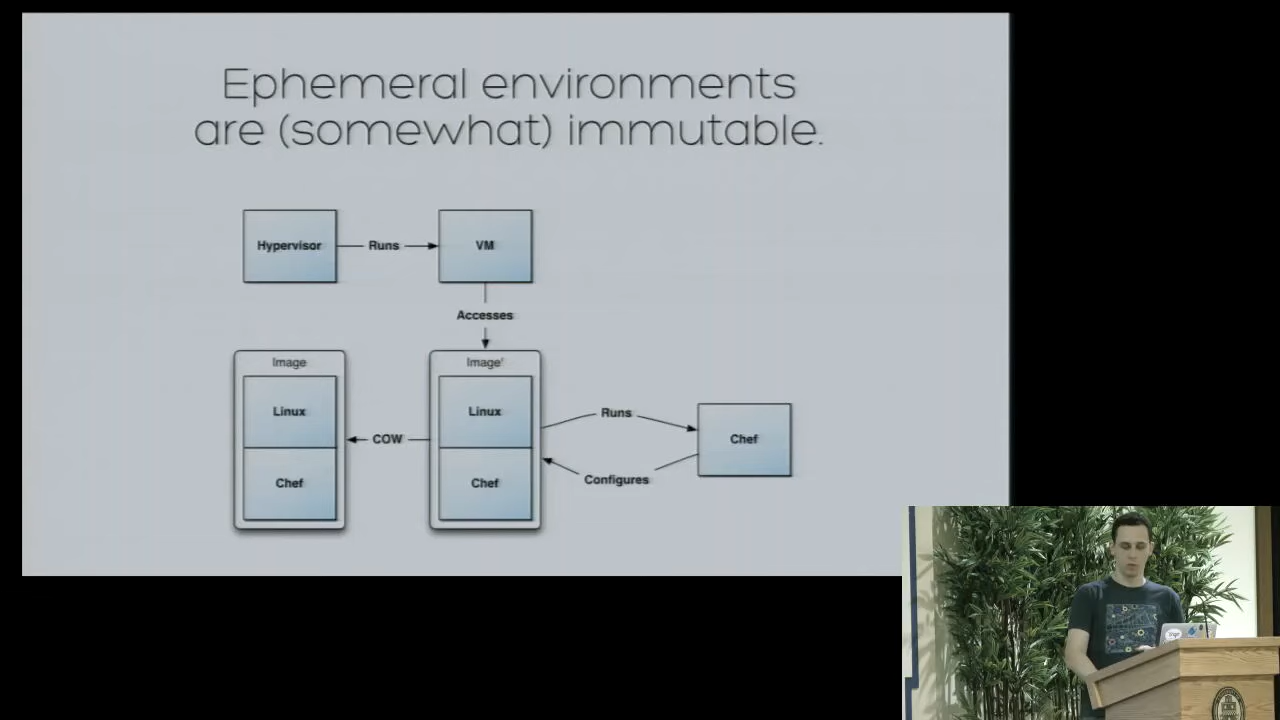 Ephemeral environments
are (somewhat) immutable.
Hypervisor
Runs
VM
Accesses
Image
Image'
Linux
Linux
Runs
COW
Chef
Chef
Chef
Configures